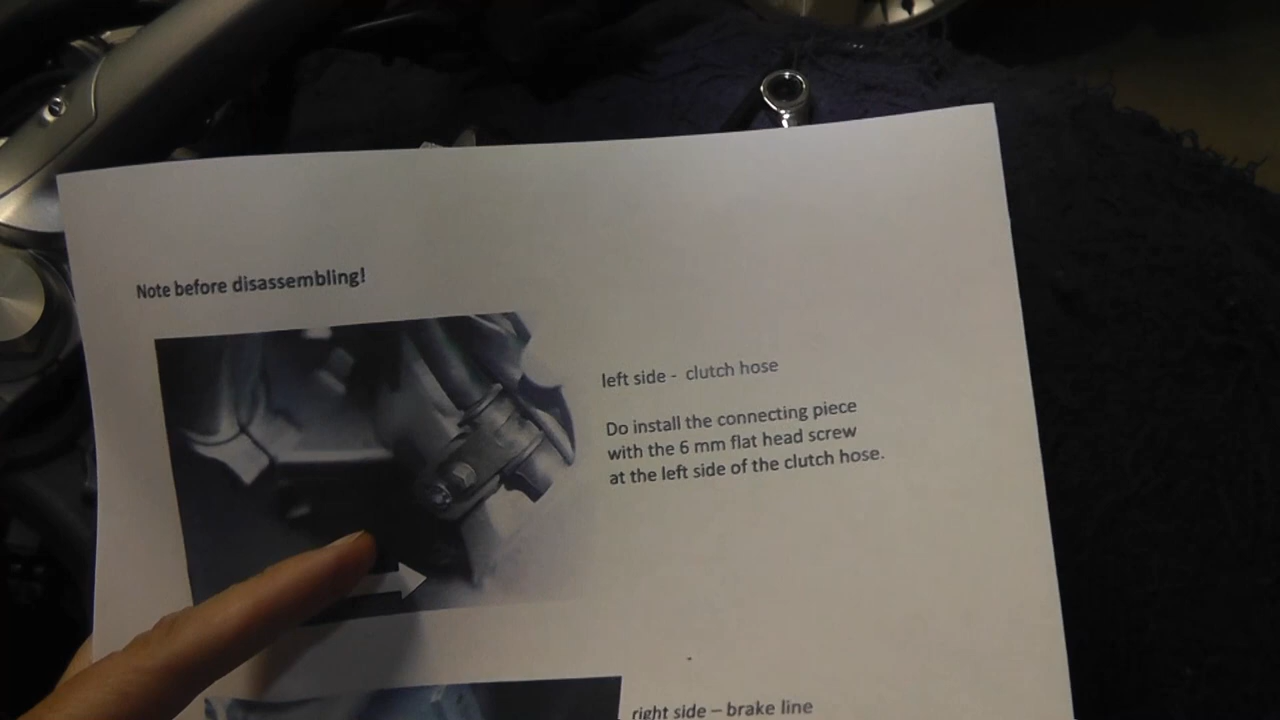 Note before disassembling!
left side - clutch hose
Do install the connecting piece
with the 6 mm flat head screw
at the left side of the clutch hose.
right side – brake line